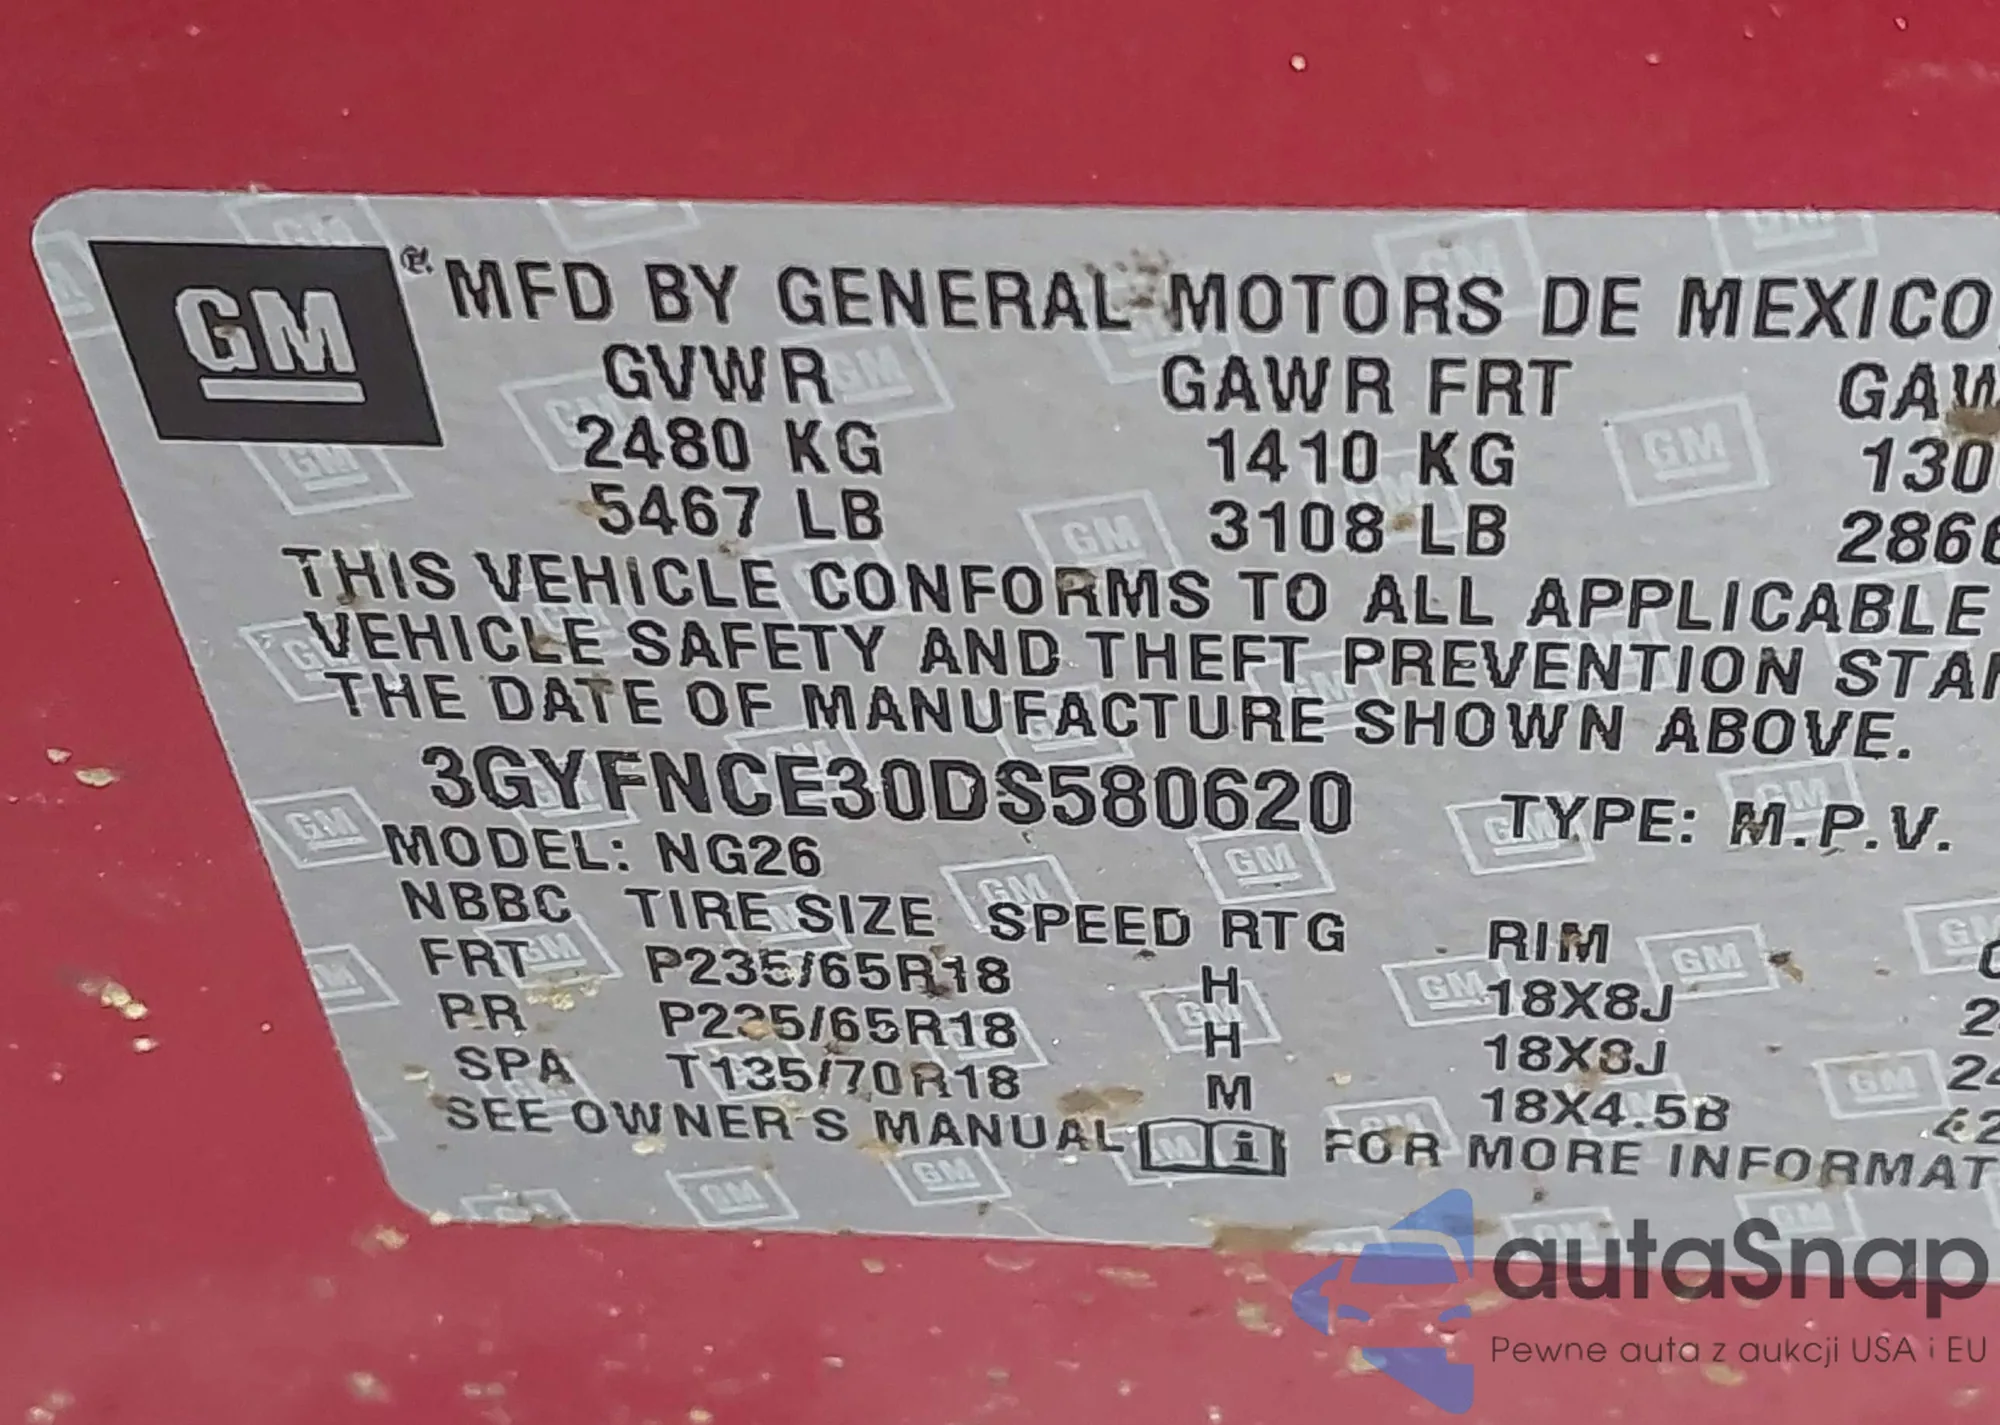 GM ® MFD BY GENERAL MOTORS DE MEXICO
GVWR GAWR FRT
2480 KG 1410 KG
5467 LB 3108 LB
THIS VEHICLE CONFORMS TO ALL APPLICABLE
VEHICLE SAFETY AND THEFT PREVENTION
THE DATE OF MANUFACTURE SHOWN ABOVE.
3GYFNCE30DS580620 TYPE: M.P.V.
MODEL: NG26
NBBC TIRE SIZE SPEED RTG RIM
FRT P235/65R18 H 18X8J
RR P235/65R18 H 18X8J
SPA T135/70R18 M 18X4.5B
SEE OWNER'S MANUAL i FOR MORE
autaSnap
Pewne auta z aukcji USA i EU